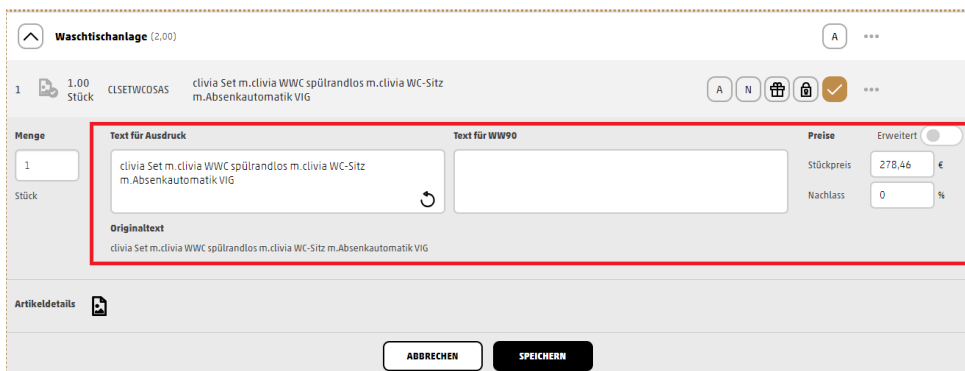 Waschtischanlage (2,00)
A
1
1.00
Stück
CLSETWCOSAS
clivia Set m.clivia WWC spülrandlos m.clivia WC-Sitz
m.Absenkautomatik VIG
A N
Menge
Text für Ausdruck
Text für WW90
Preise
Erweitert
1
clivia Set m.clivia WWC spülrandlos m.clivia WC-Sitz
m.Absenkautomatik VIG
Stückpreis
278,46
€
Stück
Nachlass
0
%
Originaltext
clivia Set m.clivia WWC spülrandlos m.clivia WC-Sitz m.Absenkautomatik VIG
Artikeldetails
ABBRECHEN
SPEICHERN